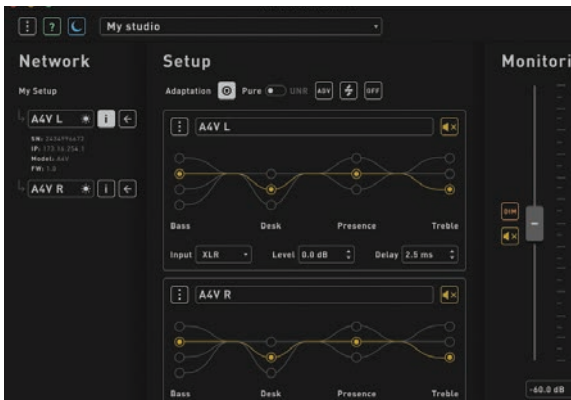 ? My studio
Network
My Setup
A4V L i
IP: 173.16.254.1
Model: A4V
FW: 1.0
A4V R i
Setup
Adaptation Pure UNR ADV OFF
A4V L
Bass Desk Presence Treble
Input XLR Level 0.0 dB Delay 2.5 ms
A4V R
Bass Desk Presence Treble
Monitori
DIM
-60.0 dB